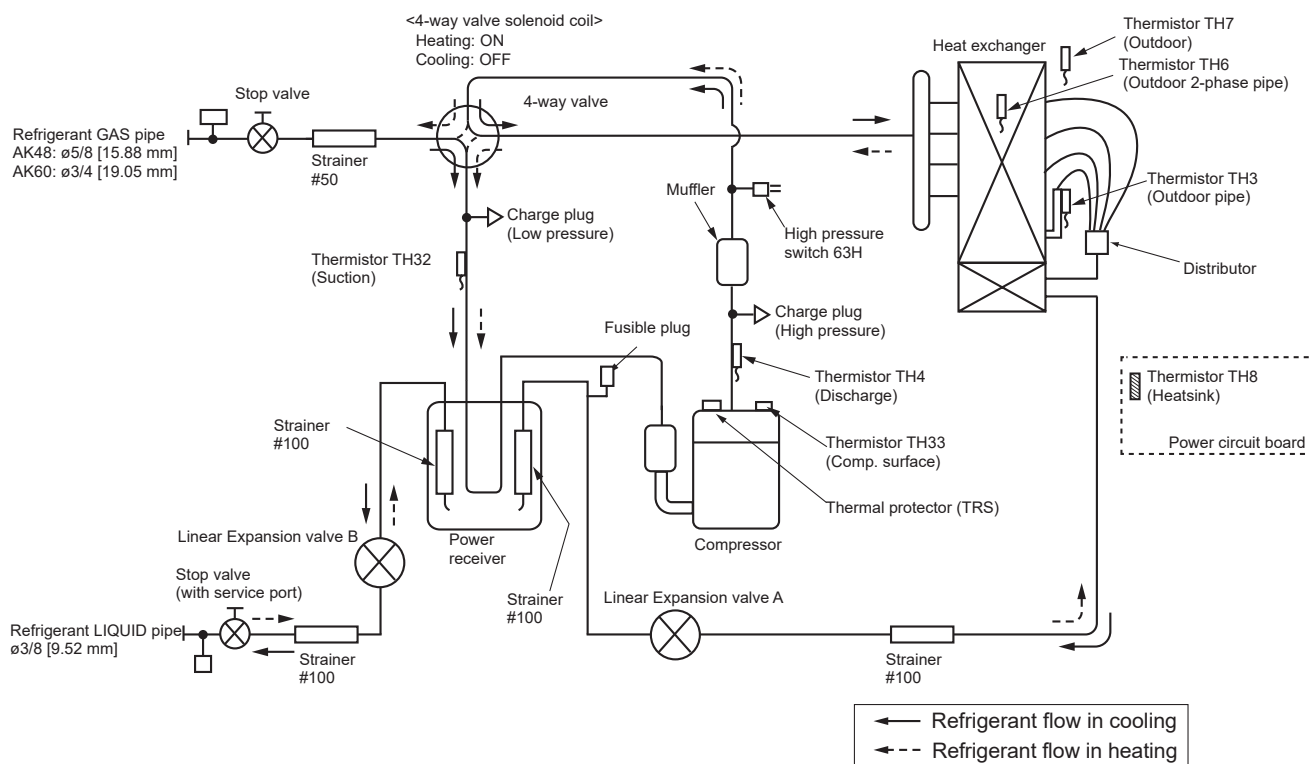 <4-way valve solenoid coil>
Heating: ON
Cooling: OFF
Stop valve
4-way valve
Heat exchanger
Thermistor TH7
(Outdoor)
Thermistor TH6
(Outdoor 2-phase pipe)
Refrigerant GAS pipe
AK48: ø5/8 [15.88 mm]
AK60: ø3/4 [19.05 mm]
Strainer
#50
Muffler
Thermistor TH3
(Outdoor pipe)
Charge plug
(Low pressure)
High pressure
switch 63H
Thermistor TH32
(Suction)
Distributor
Charge plug
(High pressure)
Fusible plug
Thermistor TH4
(Discharge)
Thermistor TH8
(Heatsink)
Power circuit board
Strainer
#100
Thermistor TH33
(Comp. surface)
Thermal protector (TRS)
Linear Expansion valve B
Power
receiver
Compressor
Stop valve
(with service port)
Strainer
#100
Linear Expansion valve A
Refrigerant LIQUID pipe
ø3/8 [9.52 mm]
Strainer
#100
Strainer
#100
Refrigerant flow in cooling
Refrigerant flow in heating